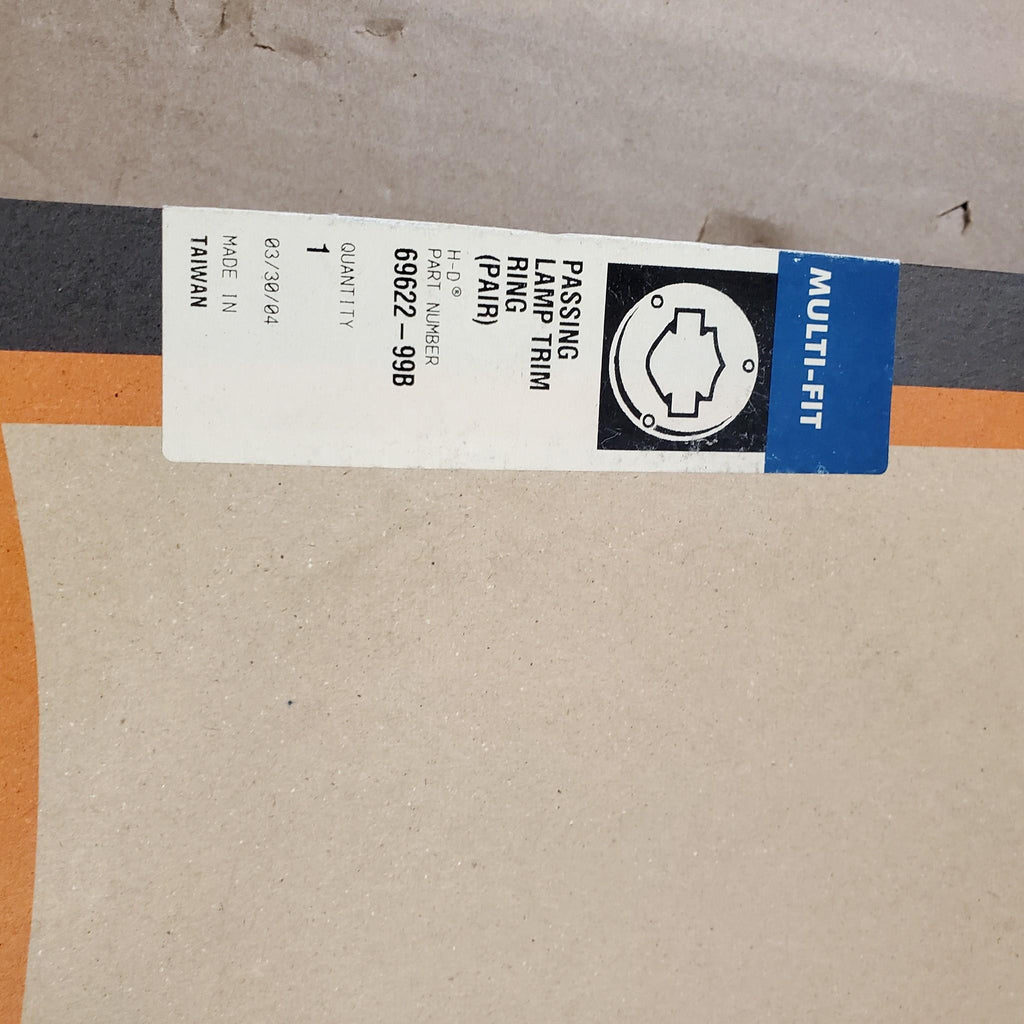 MULTI-FIT
PASSING
LAMP TRIM
RING
(PAIR)
H-D®
PART NUMBER
69622-99B
QUANTITY
1
03/30/04
MADE IN
TAIWAN